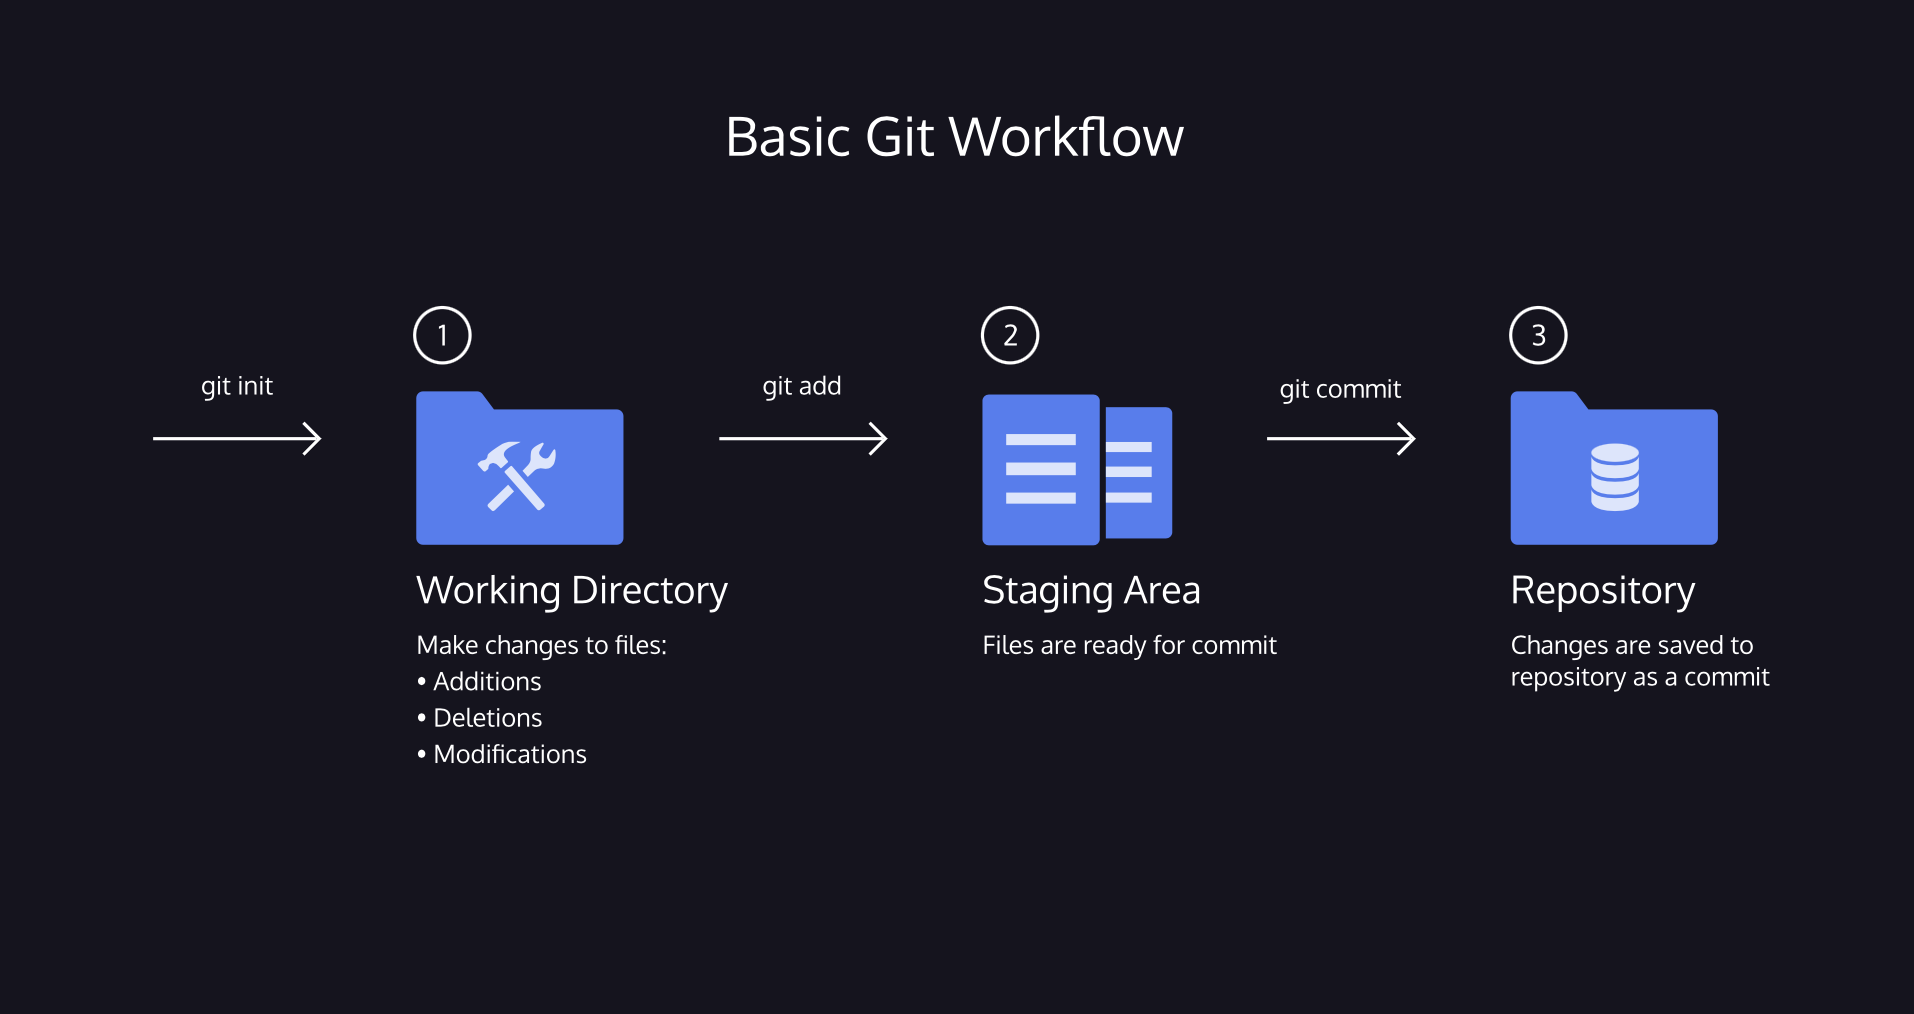 Basic Git Workflow
git init
1
Working Directory
Make changes to files:
• Additions
• Deletions
• Modifications
git add
2
Staging Area
Files are ready for commit
git commit
3
Repository
Changes are saved to
repository as a commit